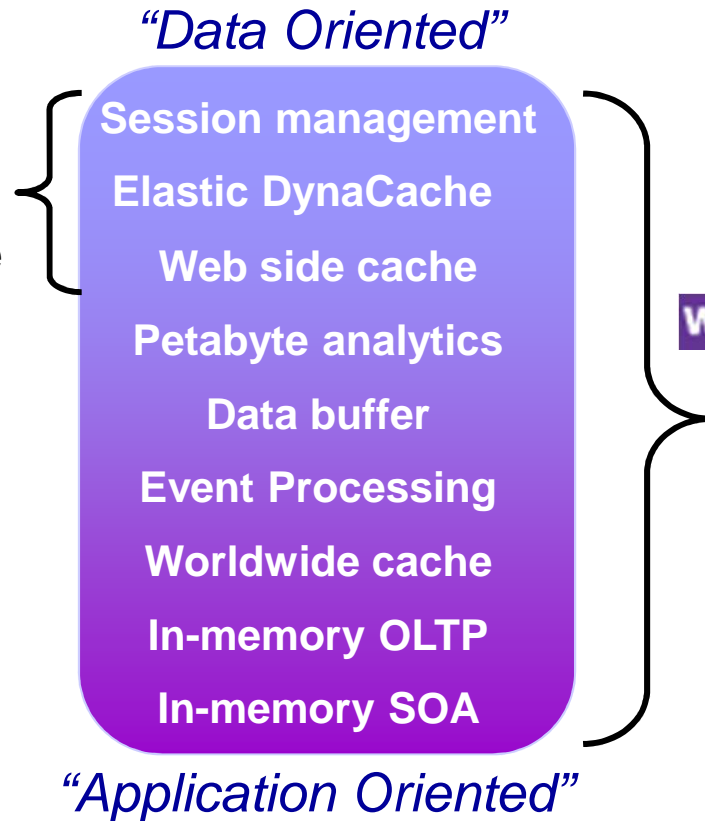 “Data Oriented”
Session management
Elastic DynaCache
Web side cache
Petabyte analytics
Data buffer
Event Processing
Worldwide cache
In-memory OLTP
In-memory SOA
“Application Oriented”